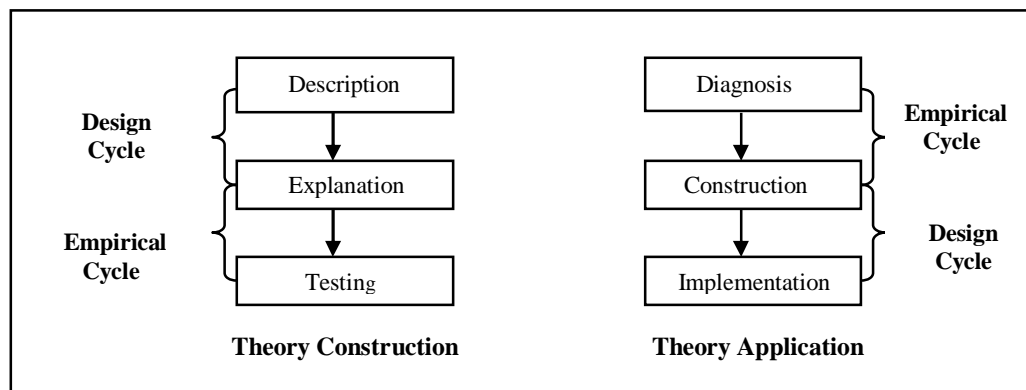 Description
Design
Cycle
Explanation
Empirical
Cycle
Testing
Theory Construction
Diagnosis
Empirical
Cycle
Construction
Design
Cycle
Implementation
Theory Application